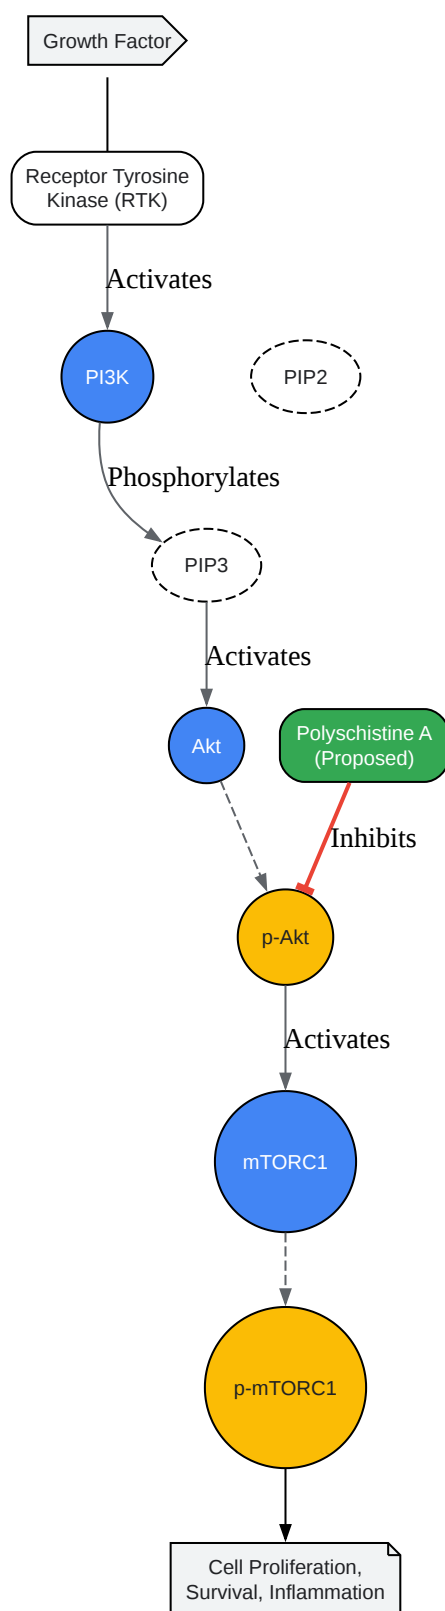 Growth Factor
Receptor Tyrosine
Kinase (RTK)
Activates
PI3K
PIP2
Phosphorylates
PIP3
Activates
Akt
Polyschistine A
(Proposed)
Inhibits
p-Akt
Activates
mTORC1
p-mTORC1
Cell Proliferation,
Survival, Inflammation